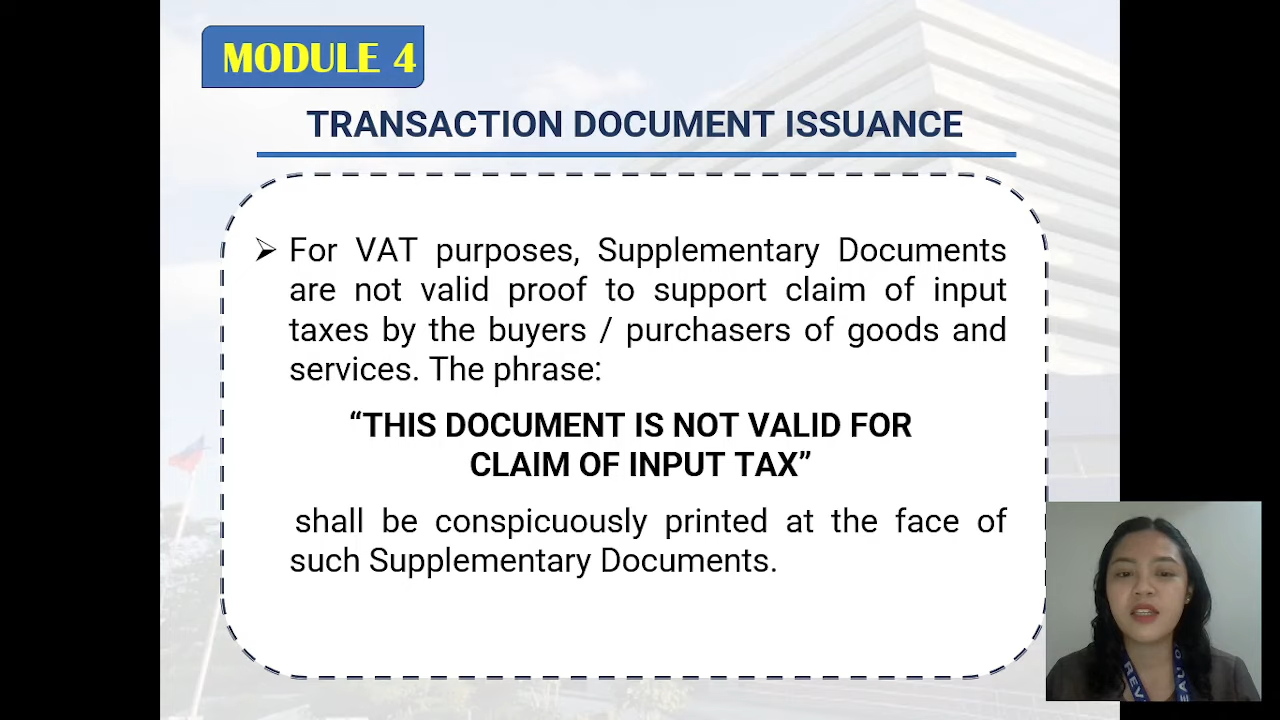 MODULE 4
TRANSACTION DOCUMENT ISSUANCE
For VAT purposes, Supplementary Documents
are not valid proof to support claim of input
taxes by the buyers / purchasers of goods and
services. The phrase:
“THIS DOCUMENT IS NOT VALID FOR
CLAIM OF INPUT TAX”
shall be conspicuously printed at the face of
such Supplementary Documents.